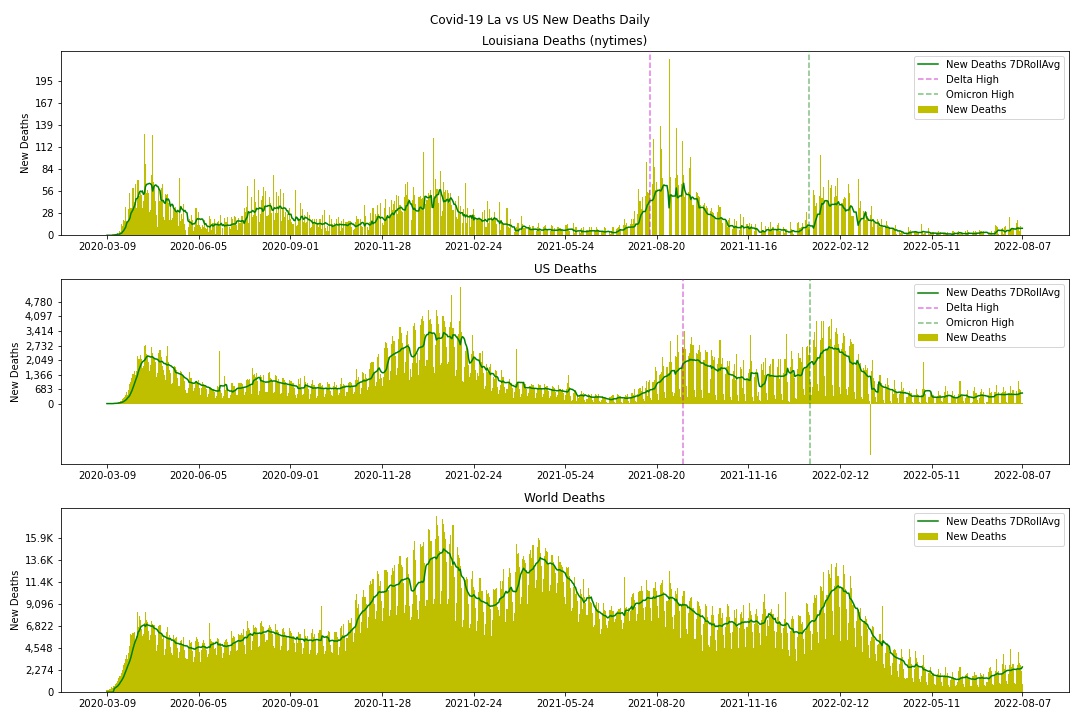 Covid-19 La vs US New Deaths Daily
Louisiana Deaths (nytimes)
New Deaths
195
167
139
112
84
56
28
0
New Deaths 7DRollAvg
Delta High
Omicron High
New Deaths
2020-03-09 2020-06-05 2020-09-01 2020-11-28 2021-02-24 2021-05-24 2021-08-20 2021-11-16 2022-02-12 2022-05-11 2022-08-07
US Deaths
New Deaths
4,780
4,097
3,414
2,732
2,049
1,366
683
0
New Deaths 7DRollAvg
Delta High
Omicron High
New Deaths
2020-03-09 2020-06-05 2020-09-01 2020-11-28 2021-02-24 2021-05-24 2021-08-20 2021-11-16 2022-02-12 2022-05-11 2022-08-07
World Deaths
New Deaths
15.9K
13.6K
11.4K
9,096
6,822
4,548
2,274
0
New Deaths 7DRollAvg
New Deaths
2020-03-09 2020-06-05 2020-09-01 2020-11-28 2021-02-24 2021-05-24 2021-08-20 2021-11-16 2022-02-12 2022-05-11 2022-08-07